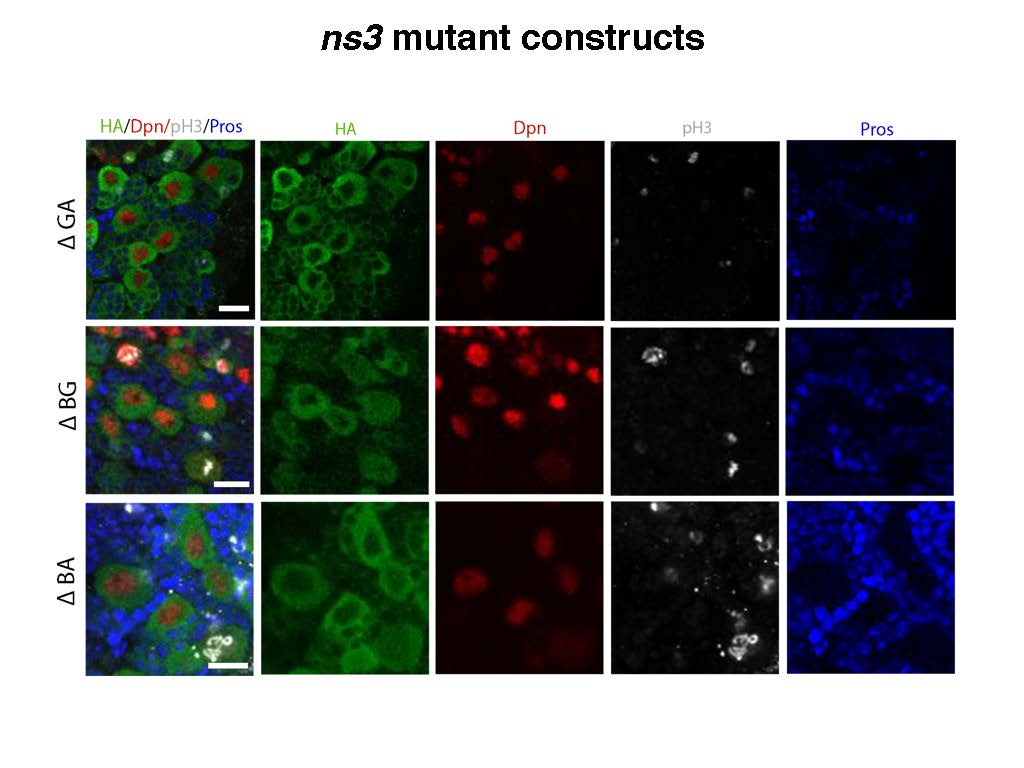 ns3 mutant constructs
HA/Dpn/pH3/Pros HA Dpn pH3 Pros
Δ GA
Δ BG
Δ BA